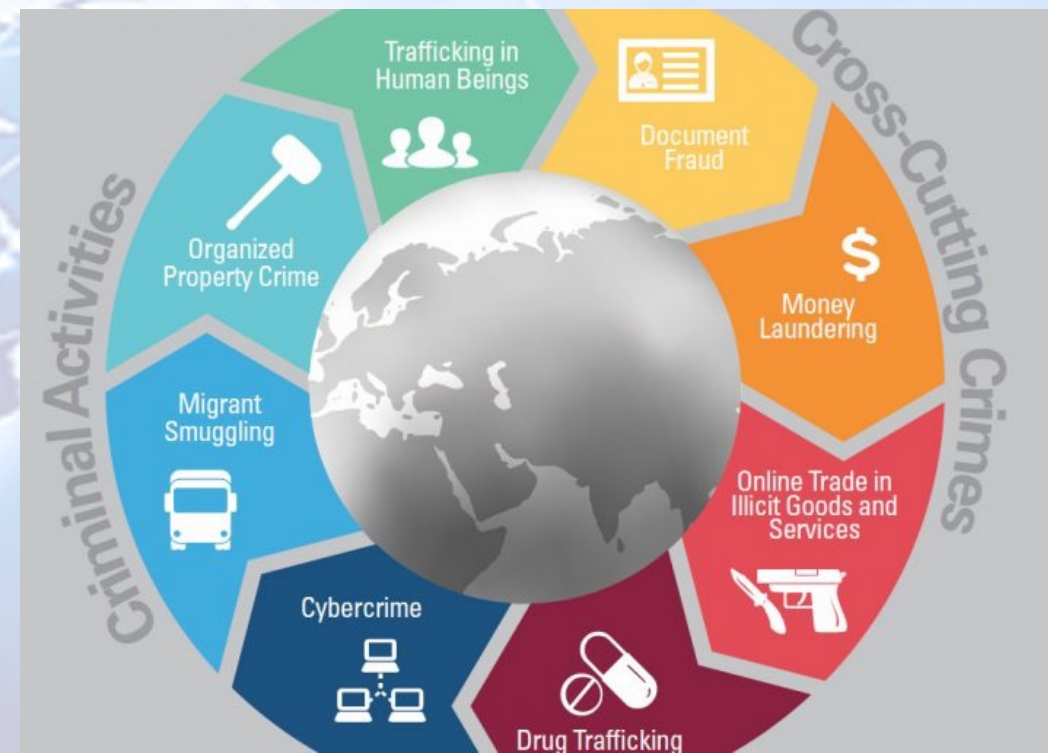 Criminal Activities
Cross-Cutting Crimes
Trafficking in
Human Beings
Document
Fraud
Organized
Property Crime
$
Money
Laundering
Migrant
Smuggling
Online Trade in
Illicit Goods and
Services
Cybercrime
Drug Trafficking